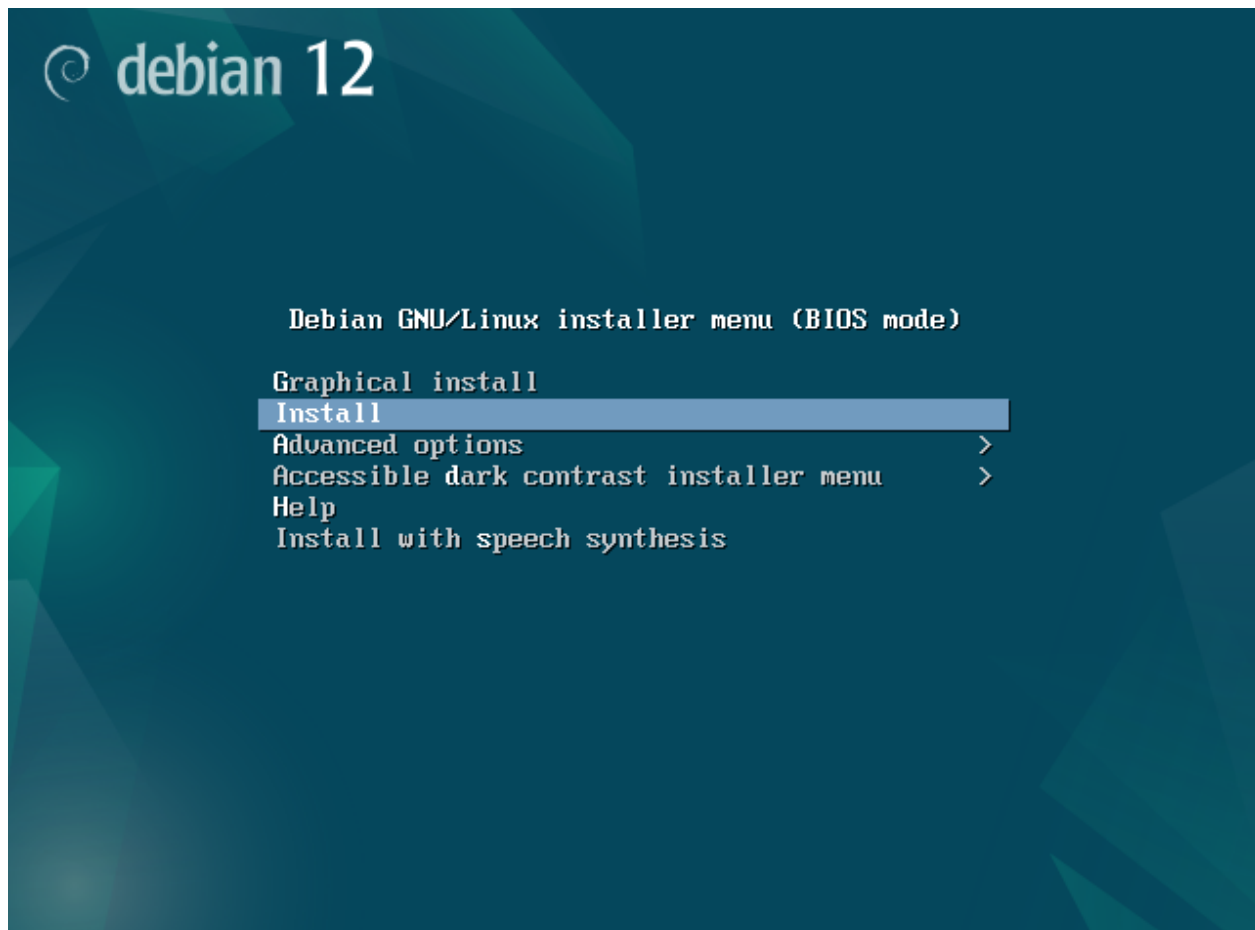 debian 12
Debian GNU/Linux installer menu (BIOS mode)
Graphical install
Install
Advanced options >
Accessible dark contrast installer menu >
Help
Install with speech synthesis